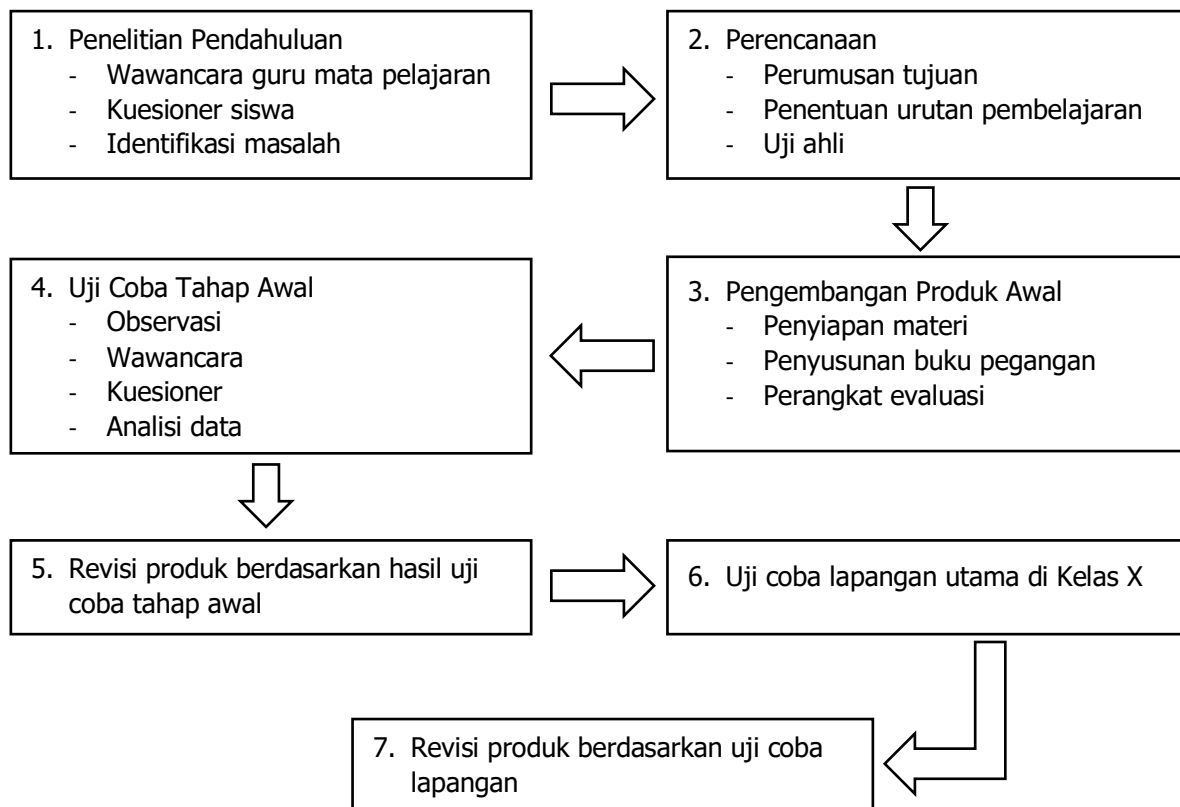 1. Penelitian Pendahuluan
- Wawancara guru mata pelajaran
- Kuesioner siswa
- Identifikasi masalah
2. Perencanaan
- Perumusan tujuan
- Penentuan urutan pembelajaran
- Uji ahli
3. Pengembangan Produk Awal
- Penyiapan materi
- Penyusunan buku pegangan
- Perangkat evaluasi
4. Uji Coba Tahap Awal
- Observasi
- Wawancara
- Kuesioner
- Analisi data
5. Revisi produk berdasarkan hasil uji
coba tahap awal
6. Uji coba lapangan utama di Kelas X
7. Revisi produk berdasarkan uji coba
lapangan